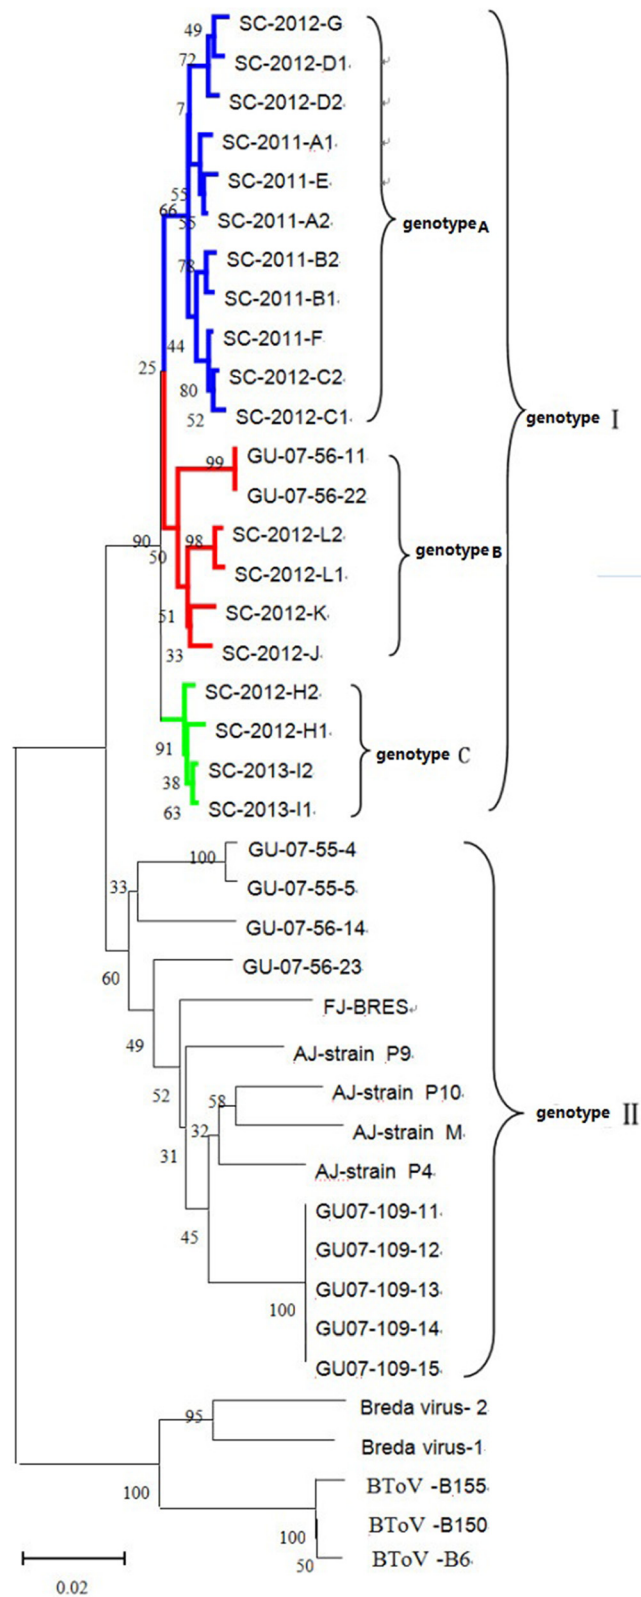 SC-2012-G
49
SC-2012-D1
72
SC-2012-D2
7
SC-2011-A1
SC-2011-E
55
66
SC-2011-A2
55
genotype A
SC-2011-B2
78
SC-2011-B1
SC-2011-F
44
25
SC-2012-C2
80
SC-2012-C1
52
genotype I
GU-07-56-11
99
GU-07-56-22
SC-2012-L2
98
90
50
genotype B
SC-2012-L1
SC-2012-K
51
SC-2012-J
33
SC-2012-H2
SC-2012-H1
91
genotype C
SC-2013-I2
38
SC-2013-I1
63
GU-07-55-4
100
GU-07-55-5
33
GU-07-56-14
GU-07-56-23
60
FJ-BRES
49
AJ-strain P9
AJ-strain P10
52
58
genotype II
AJ-strain M
32
31
AJ-strain P4
GU07-109-11
45
GU07-109-12
GU07-109-13
100
GU07-109-14
GU07-109-15
Breda virus- 2
95
Breda virus-1
BToV -B155
100
BToV -B150
100
BToV -B6
50
0.02